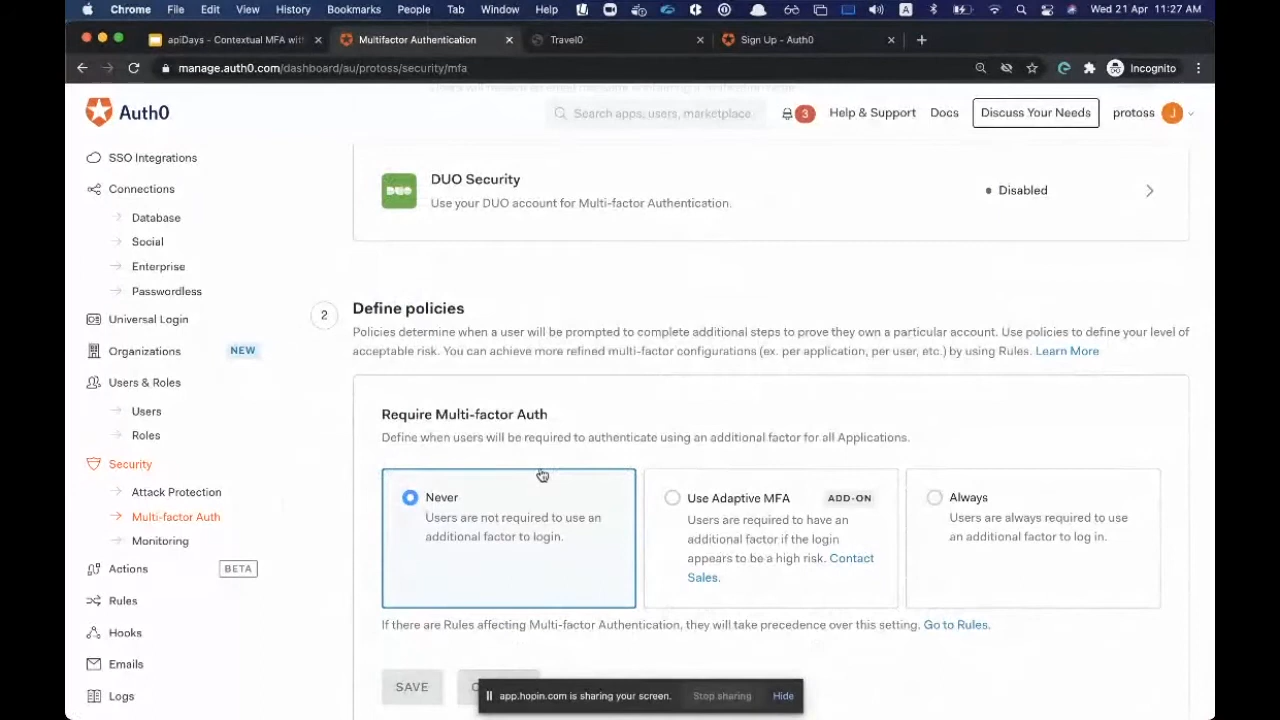 Chrome File Edit View History Bookmarks People Tab Window Help A Wed 21 Apr 11:27 AM
apiDays - Contextual MFA wit
Multifactor Authentication
Travel0
Sign Up - Auth0
manage.auth0.com/dashboard/au/protoss/security/mfa
Incognito
Auth0
Search apps, users, marketplace
3
Help & Support
Docs
Discuss Your Needs
protoss
J
SSO Integrations
Connections
Database
Social
Enterprise
Passwordless
Universal Login
Organizations NEW
Users & Roles
Users
Roles
Security
Attack Protection
Multi-factor Auth
Monitoring
Actions BETA
Rules
Hooks
Emails
Logs
DUO
DUO Security
Use your DUO account for Multi-factor Authentication.
Disabled
2
Define policies
Policies determine when a user will be prompted to complete additional steps to prove they own a particular account. Use policies to define your level of
acceptable risk. You can achieve more refined multi-factor configurations (ex. per application, per user, etc.) by using Rules. Learn More
Require Multi-factor Auth
Define when users will be required to authenticate using an additional factor for all Applications.
Never
Users are not required to use an
additional factor to login.
Use Adaptive MFA ADD-ON
Users are required to have an
additional factor if the login
appears to be a high risk. Contact
Sales.
Always
Users are always required to use
an additional factor to log in.
If there are Rules affecting Multi-factor Authentication, they will take precedence over this setting. Go to Rules.
SAVE
app.hopin.com is sharing your screen.
Stop sharing
Hide